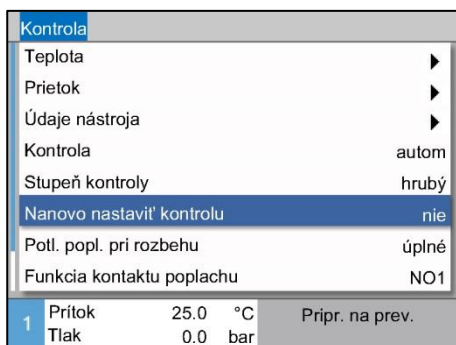 Kontrola
Teplota
Prietok
Údaje nástroja
Kontrola autom
Stupeň kontroly hrubý
Nanovo nastaviť kontrolu nie
Potl. popl. pri rozbehu úplné
Funkcia kontaktu poplachu NO1
1 Prítok 25.0 °C Pripr. na prev.
Tlak 0.0 bar